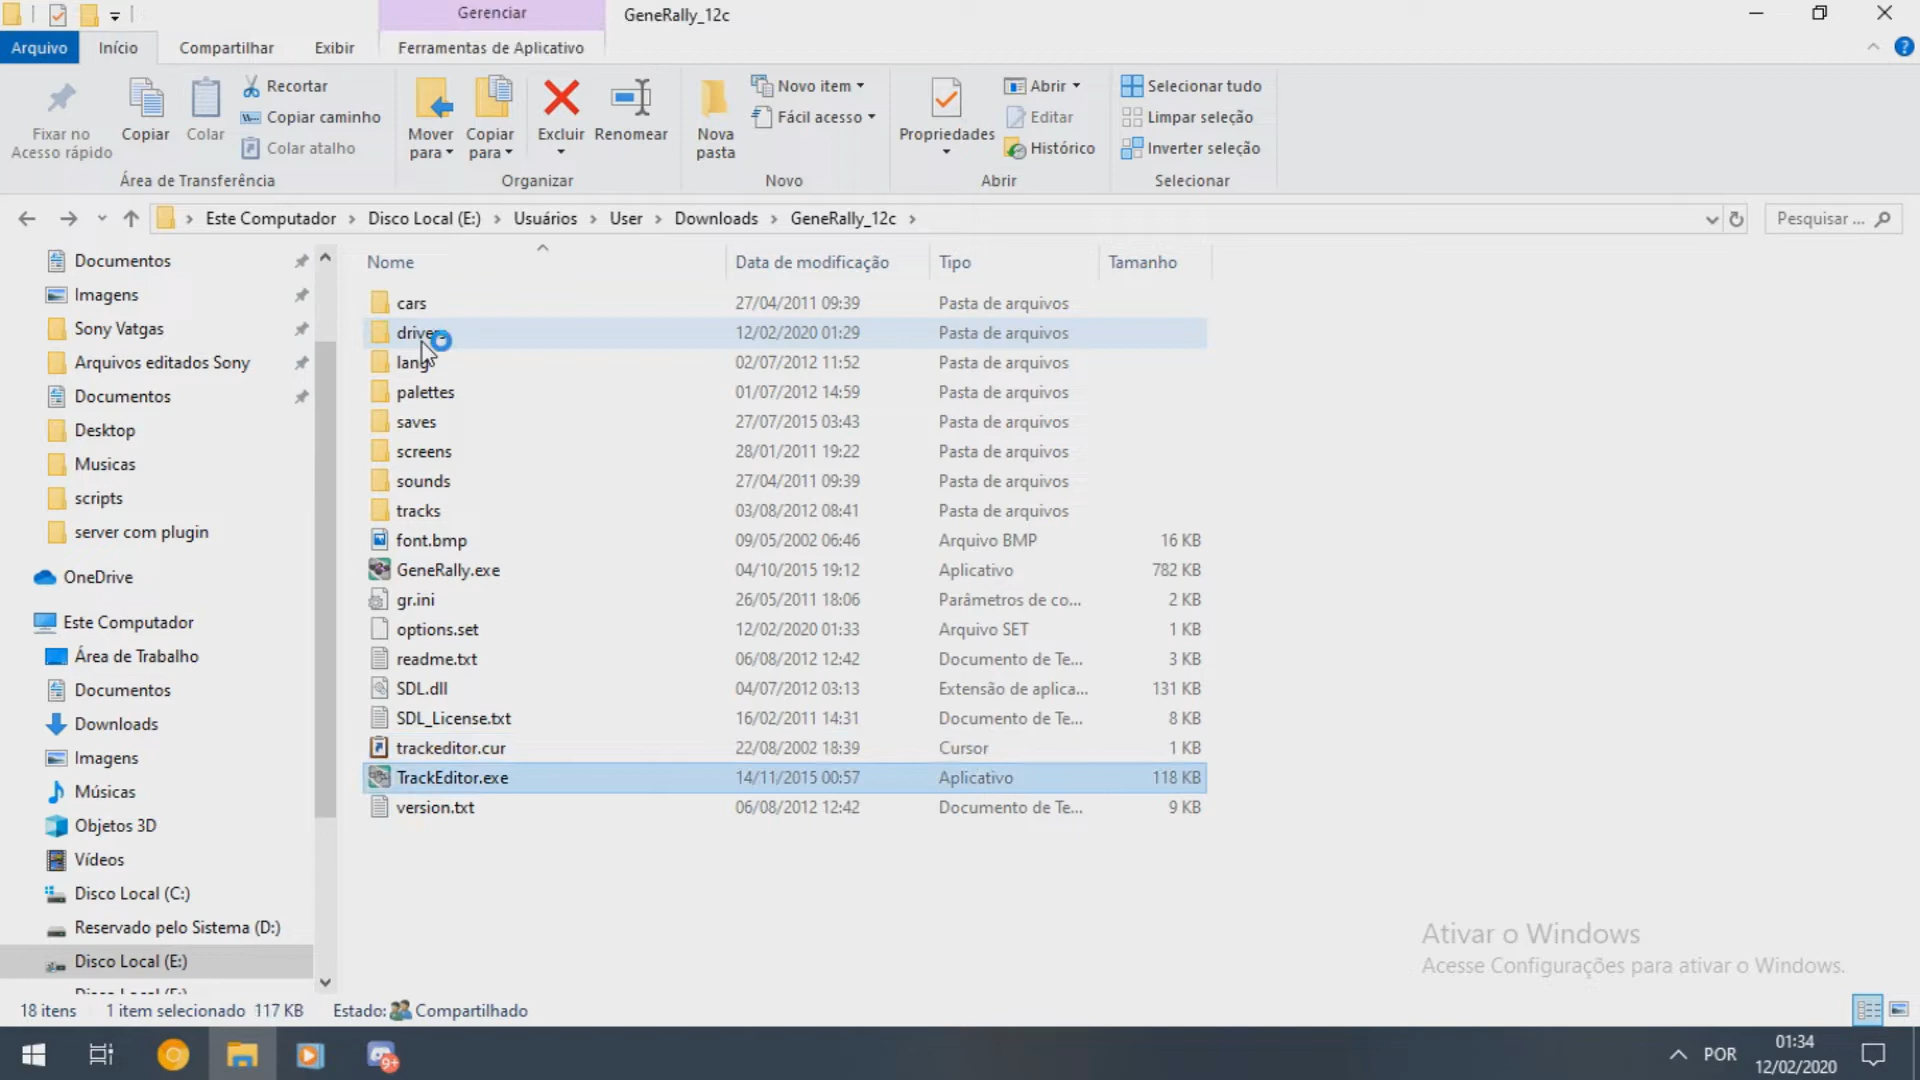 Gerenciar
GeneRally_12c
Arquivo
Início
Compartilhar
Exibir
Ferramentas de Aplicativo
Fixar no
Acesso rápido
Copiar
Colar
Recortar
Copiar caminho
Colar atalho
Mover
para
Copiar
para
Excluir
Renomear
Nova
pasta
Novo item
Fácil acesso
Propriedades
Abrir
Editar
Histórico
Selecionar tudo
Limpar seleção
Inverter seleção
Área de Transferência
Organizar
Novo
Abrir
Selecionar
Este Computador > Disco Local (E:) > Usuários > User > Downloads > GeneRally_12c >
Pesquisar ...
Documentos
Imagens
Sony Vatgas
Arquivos editados Sony
Documentos
Desktop
Musicas
scripts
server com plugin
OneDrive
Este Computador
Área de Trabalho
Documentos
Downloads
Imagens
Músicas
Objetos 3D
Vídeos
Disco Local (C:)
Reservado pelo Sistema (D:)
Disco Local (E:)
Nome Data de modificação Tipo Tamanho
cars 27/04/2011 09:39 Pasta de arquivos
12/02/2020 01:29 Pasta de arquivos
lang 02/07/2012 11:52 Pasta de arquivos
palettes 01/07/2012 14:59 Pasta de arquivos
saves 27/07/2015 03:43 Pasta de arquivos
screens 28/01/2011 19:22 Pasta de arquivos
sounds 27/04/2011 09:39 Pasta de arquivos
tracks 03/08/2012 08:41 Pasta de arquivos
font.bmp 09/05/2002 06:46 Arquivo BMP 16 KB
GeneRally.exe 04/10/2015 19:12 Aplicativo 782 KB
gr.ini 26/05/2011 18:06 Parâmetros de co... 2 KB
options.set 12/02/2020 01:33 Arquivo SET 1 KB
readme.txt 06/08/2012 12:42 Documento de Te... 3 KB
SDL.dll 04/07/2012 03:13 Extensão de aplica... 131 KB
SDL_License.txt 16/02/2011 14:31 Documento de Te... 8 KB
trackeditor.cur 22/08/2002 18:39 Cursor 1 KB
TrackEditor.exe 14/11/2015 00:57 Aplicativo 118 KB
version.txt 06/08/2012 12:42 Documento de Te... 9 KB
Ativar o Windows
Acesse Configurações para ativar o Windows.
18 itens 1 item selecionado 117 KB Estado: Compartilhado
9+
POR
01:34
12/02/2020